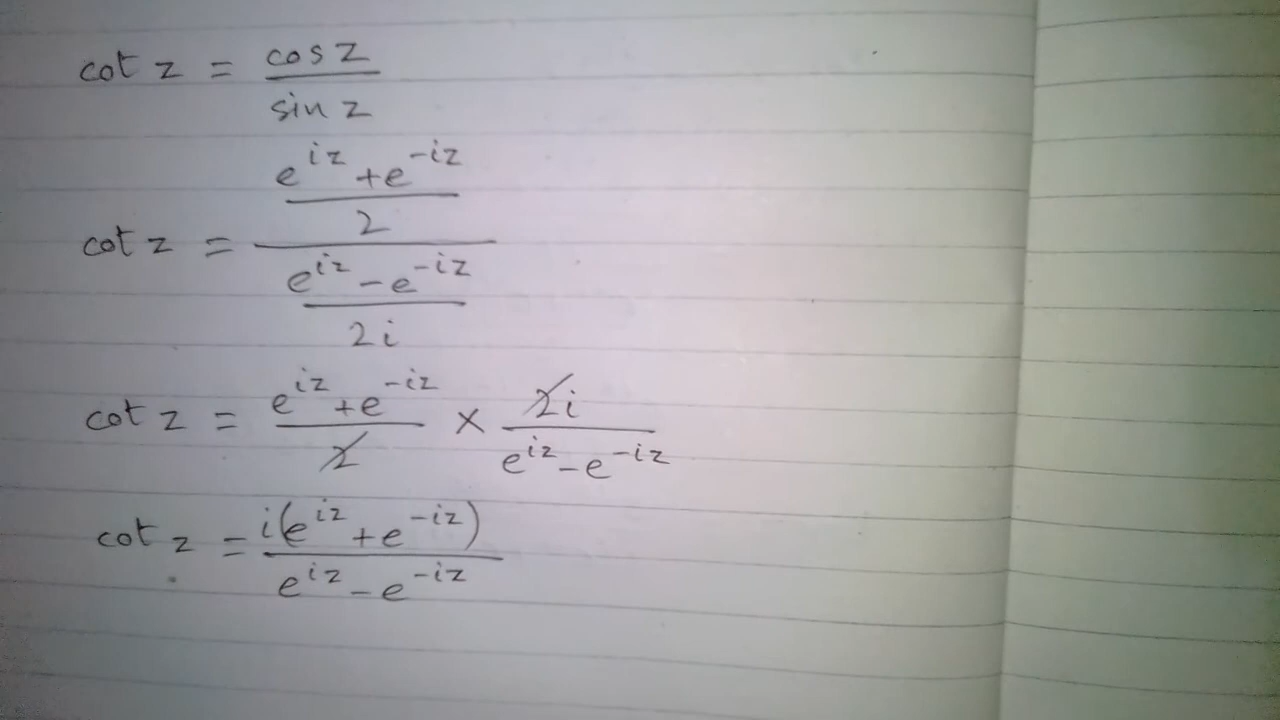 cot z = cos z / sin z
cot z = ((e^{iz} + e^{-iz}) / 2) / ((e^{iz} - e^{-iz}) / 2i)
cot z = (e^{iz} + e^{-iz}) / 2 × 2i / (e^{iz} - e^{-iz})
cot z = i(e^{iz} + e^{-iz}) / (e^{iz} - e^{-iz})